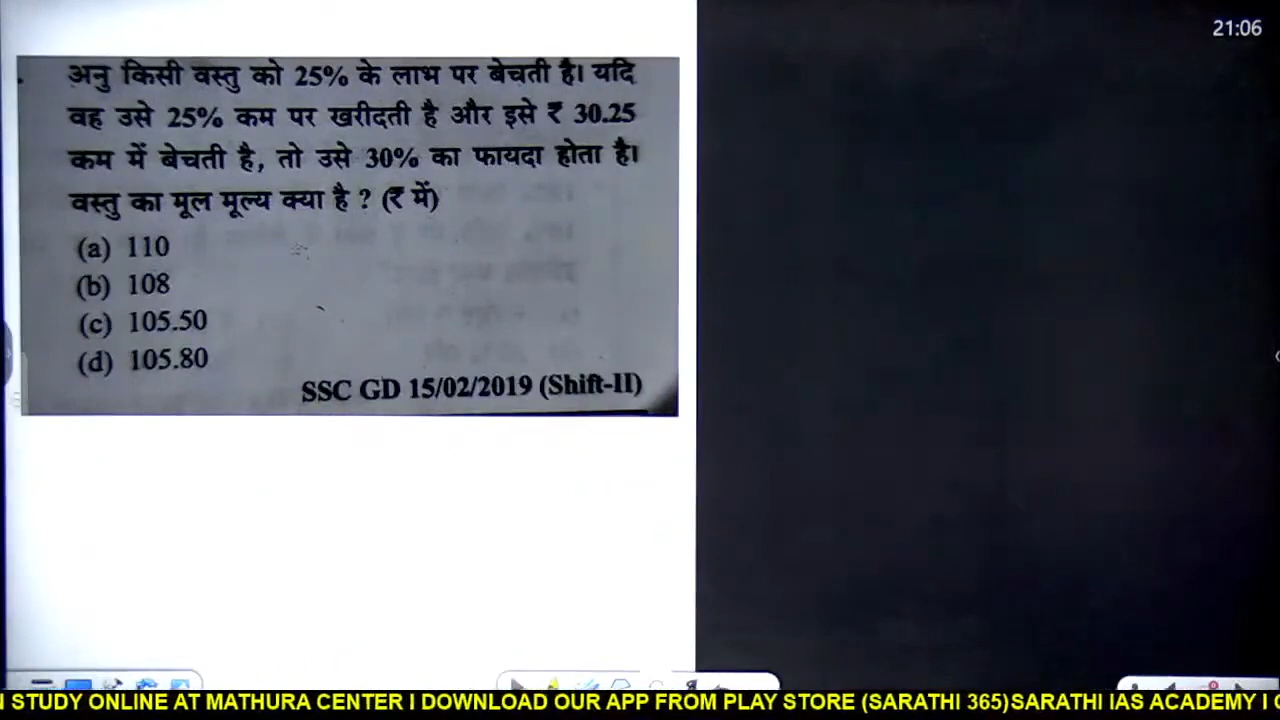 21:06
अनु किसी वस्तु को 25% के लाभ पर बेचती है। यदि
वह उसे 25% कम पर खरीदती है और इसे ₹ 30.25
कम में बेचती है, तो उसे 30% का फायदा होता है।
वस्तु का मूल मूल्य क्या है ? (₹ में)
(a) 110
(b) 108
(c) 105.50
(d) 105.80
SSC GD 15/02/2019 (Shift-II)
N STUDY ONLINE AT MATHURA CENTER I DOWNLOAD OUR APP FROM PLAY STORE (SARATHI 365)SARATHI IAS ACADEMY I